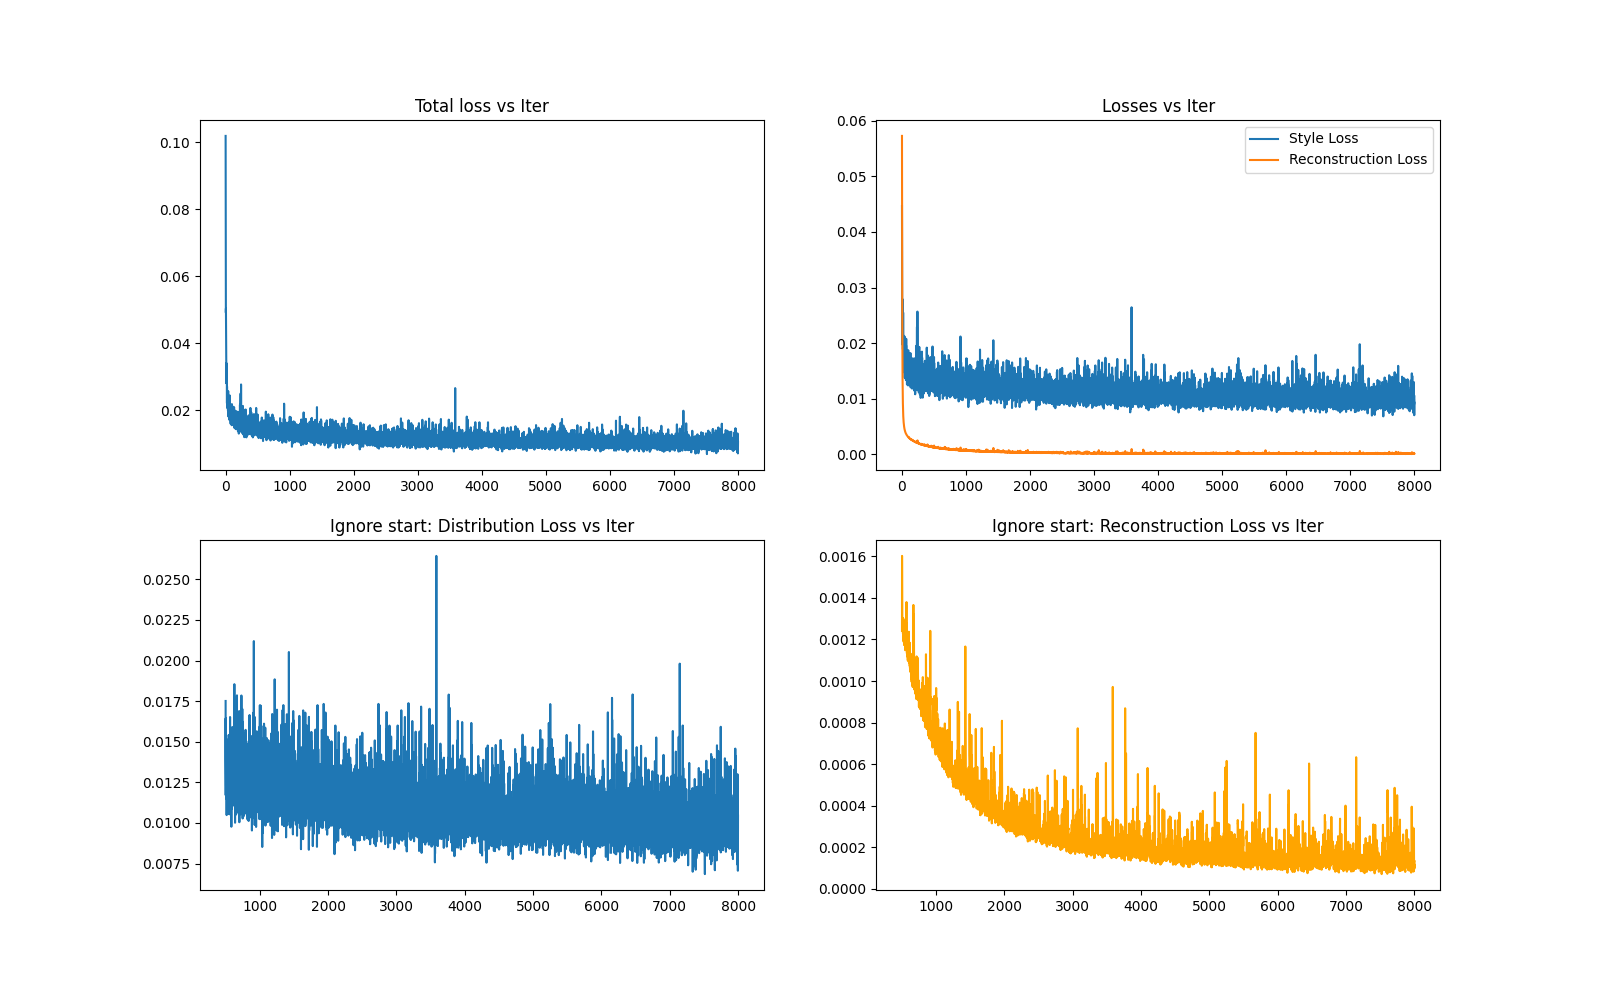 Total loss vs Iter
0.10
0.08
0.06
0.04
0.02
0 1000 2000 3000 4000 5000 6000 7000 8000
Losses vs Iter
Style Loss
Reconstruction Loss
0.06
0.05
0.04
0.03
0.02
0.01
0.00
0 1000 2000 3000 4000 5000 6000 7000 8000
Ignore start: Distribution Loss vs Iter
0.0250
0.0225
0.0200
0.0175
0.0150
0.0125
0.0100
0.0075
1000 2000 3000 4000 5000 6000 7000 8000
Ignore start: Reconstruction Loss vs Iter
0.0016
0.0014
0.0012
0.0010
0.0008
0.0006
0.0004
0.0002
0.0000
1000 2000 3000 4000 5000 6000 7000 8000